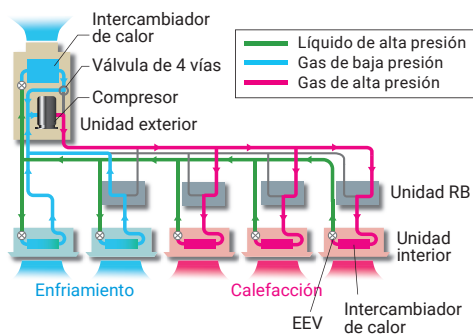 Intercambiador
de calor
Válvula de 4 vías
Compresor
Unidad exterior
Líquido de alta presión
Gas de baja presión
Gas de alta presión
Unidad RB
Unidad
interior
Enfriamiento
Calefacción
EEV
Intercambiador
de calor